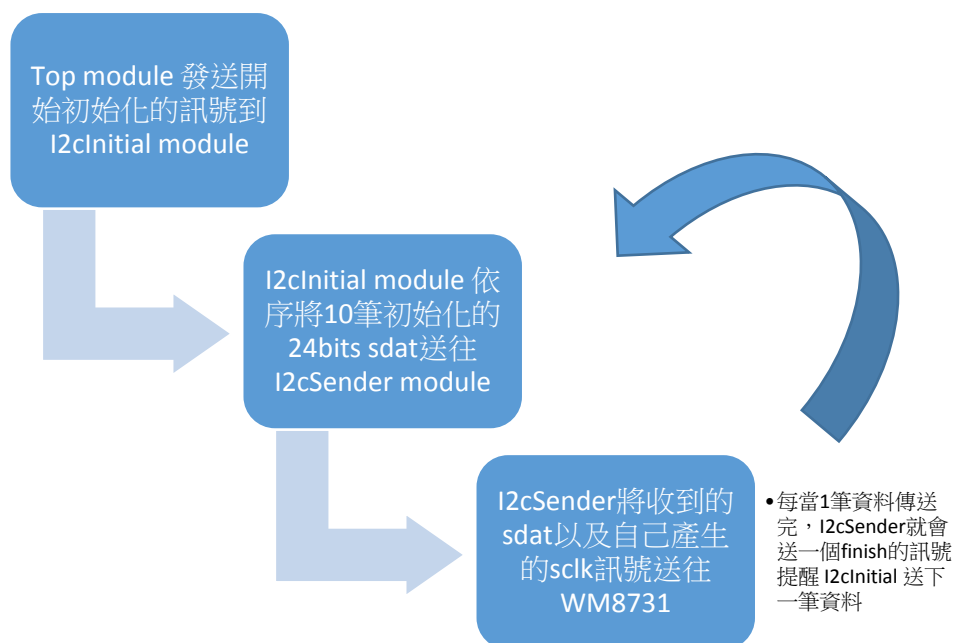 Top module 發送開
始初始化的訊號到
I2cInitial module
I2cInitial module 依
序將10筆初始化的
24bits sdat送往
I2cSender module
I2cSender將收到的
sdat以及自己產生
的sclk訊號送往
WM8731
•每當1筆資料傳送
完，I2cSender就會
送一個finish的訊號
提醒 I2cInitial 送下
一筆資料